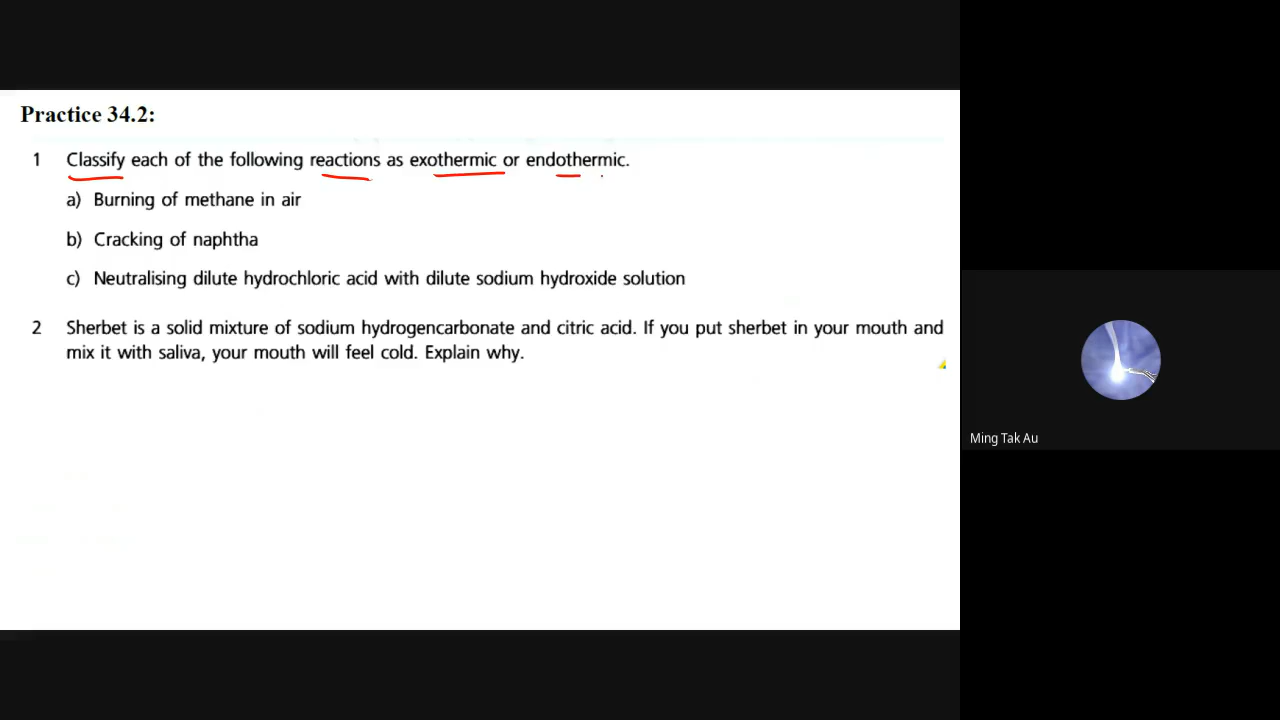 Practice 34.2:
1 Classify each of the following reactions as exothermic or endothermic.
a) Burning of methane in air
b) Cracking of naphtha
c) Neutralising dilute hydrochloric acid with dilute sodium hydroxide solution
2 Sherbet is a solid mixture of sodium hydrogencarbonate and citric acid. If you put sherbet in your mouth and
mix it with saliva, your mouth will feel cold. Explain why.
Ming Tak Au